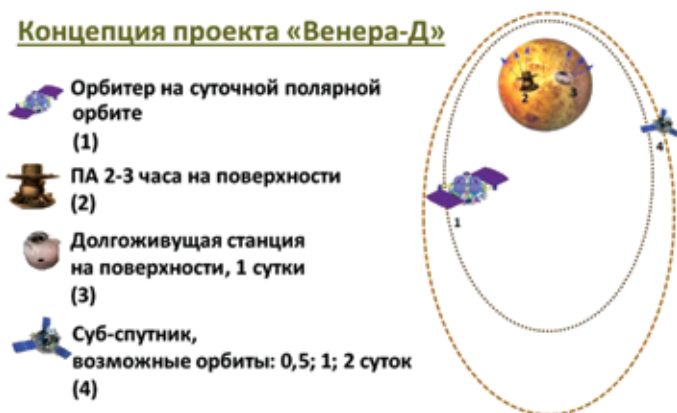 Концепция проекта «Венера-Д»
Орбитер на суточной полярной
орбите
(1)
ПА 2-3 часа на поверхности
(2)
Долгоживущая станция
на поверхности, 1 сутки
(3)
Суб-спутник,
возможные орбиты: 0,5; 1; 2 суток
(4)
2
3
4
1